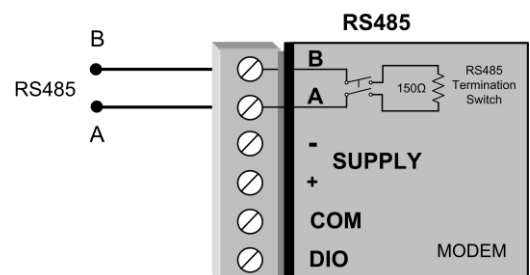 RS485
B
RS485
A
B
A
150Ω
RS485
Termination
Switch
-
SUPPLY
+
COM
DIO
MODEM